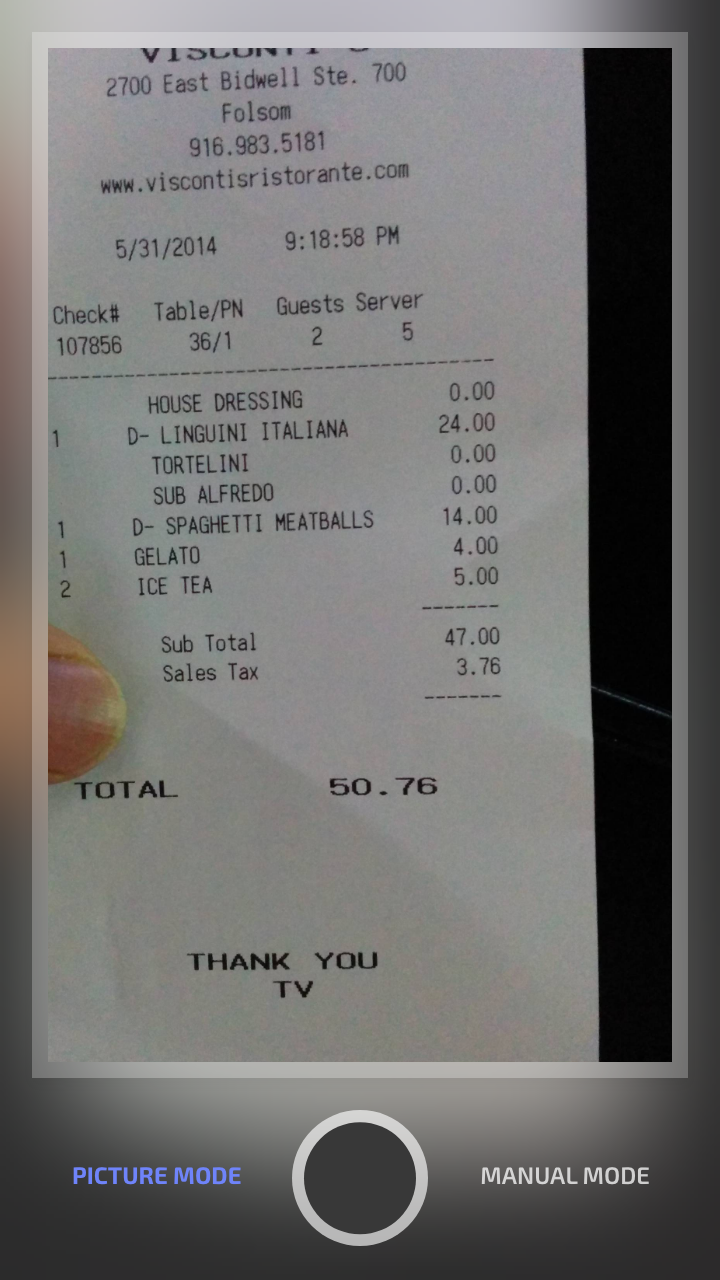 VISCONTI'S
2700 East Bidwell Ste. 700
Folsom
916.983.5181
www.viscontisristorante.com
5/31/2014 9:18:58 PM
Check# Table/PN Guests Server
107856 36/1 2 5
HOUSE DRESSING 0.00
1 D- LINGUINI ITALIANA 24.00
TORTELINI 0.00
SUB ALFREDO 0.00
1 D- SPAGHETTI MEATBALLS 14.00
1 GELATO 4.00
2 ICE TEA 5.00
-------
Sub Total 47.00
Sales Tax 3.76
-------
TOTAL 50.76
THANK YOU
TV
PICTURE MODE MANUAL MODE